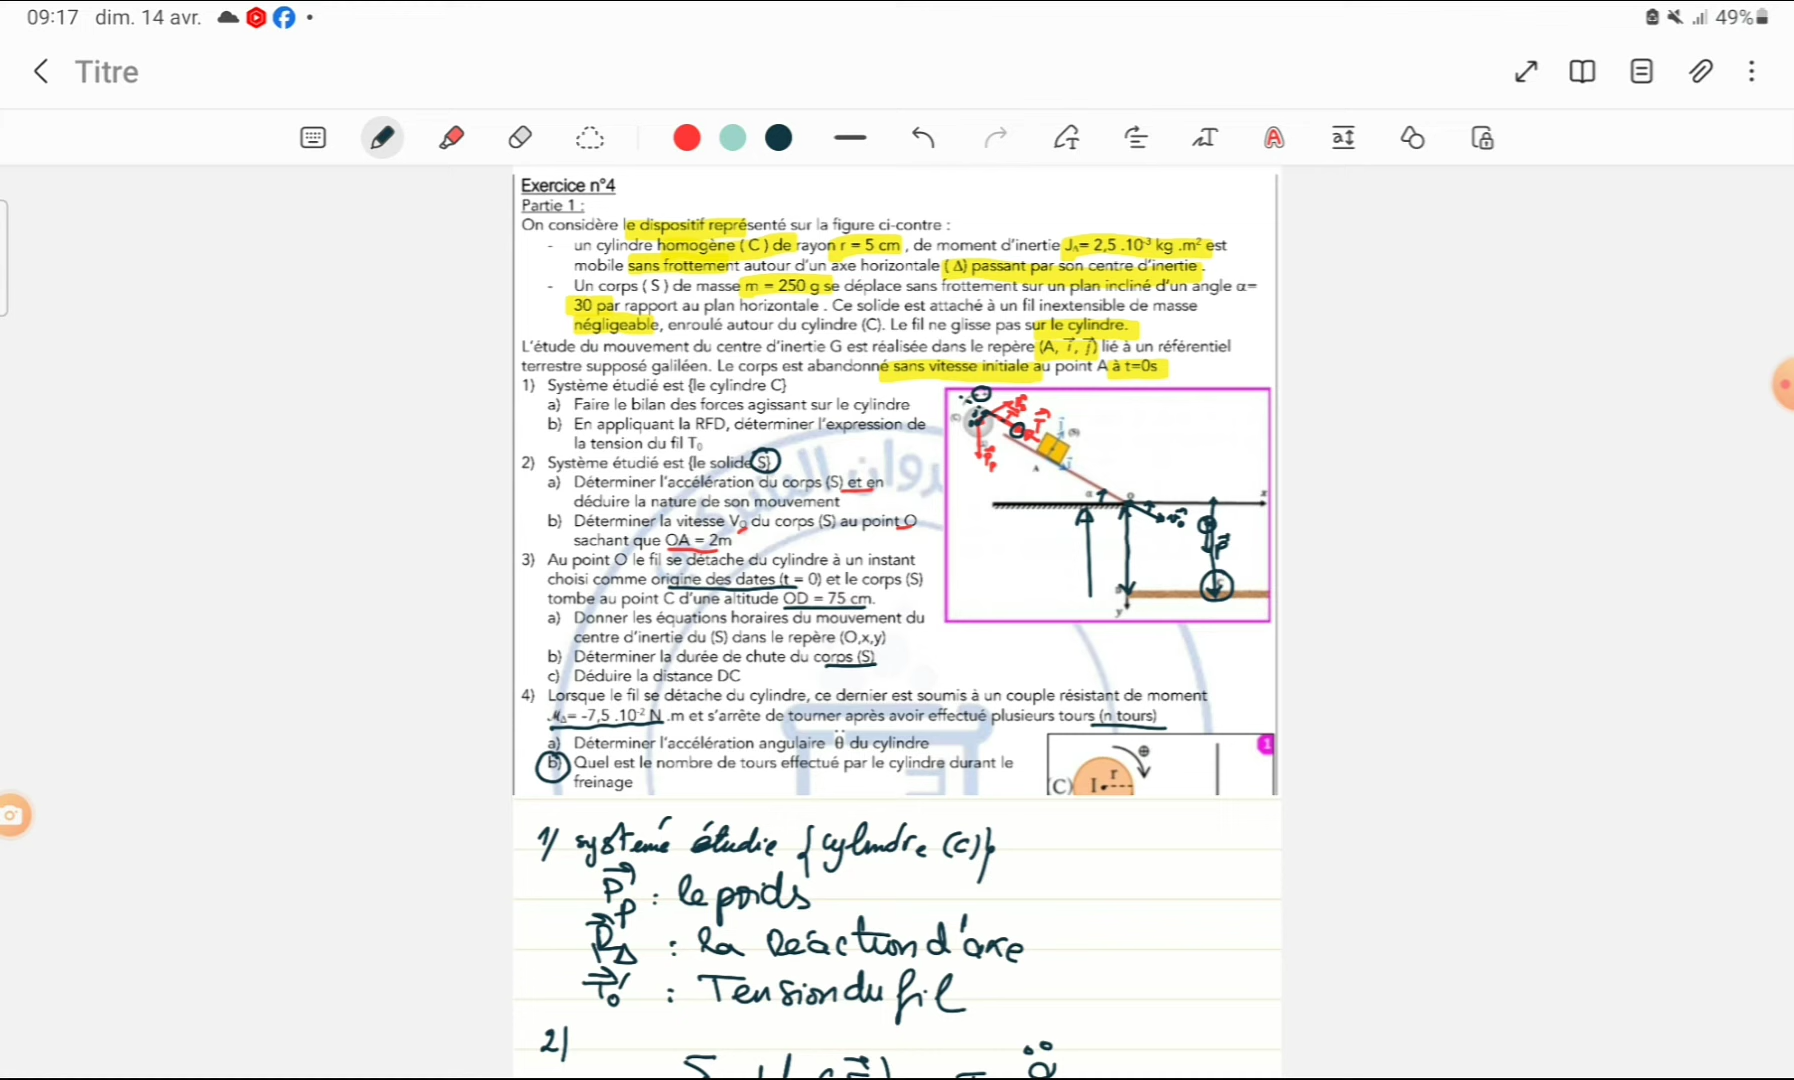 09:17 dim. 14 avr. 49%
Titre
Exercice n°4
Partie 1 :
On considère le dispositif représenté sur la figure ci-contre :
- un cylindre homogène ( C ) de rayon r = 5 cm , de moment d'inertie J∆= 2,5 .10-³ kg .m² est
mobile sans frottement autour d'un axe horizontale ( Δ) passant par son centre d'inertie .
- Un corps ( S ) de masse m = 250 g se déplace sans frottement sur un plan incliné d'un angle α=
30 par rapport au plan horizontale . Ce solide est attaché à un fil inextensible de masse
négligeable, enroulé autour du cylindre (C). Le fil ne glisse pas sur le cylindre.
L'étude du mouvement du centre d'inertie G est réalisée dans le repère (A, i⃗, j⃗) lié à un référentiel
terrestre supposé galiléen. Le corps est abandonné sans vitesse initiale au point A à t=0s
1) Système étudié est {le cylindre C}
a) Faire le bilan des forces agissant sur le cylindre
b) En appliquant la RFD, déterminer l'expression de
la tension du fil T₀
2) Système étudié est {le solide S}
a) Déterminer l'accélération du corps (S) et en
déduire la nature de son mouvement
b) Déterminer la vitesse V₀ du corps (S) au point O
sachant que OA = 2m
3) Au point O le fil se détache du cylindre à un instant
choisi comme origine des dates (t = 0) et le corps (S)
tombe au point C d'une altitude OD = 75 cm.
a) Donner les équations horaires du mouvement du
centre d'inertie du (S) dans le repère (O,x,y)
b) Déterminer la durée de chute du corps (S)
c) Déduire la distance DC
4) Lorsque le fil se détache du cylindre, ce dernier est soumis à un couple résistant de moment
ℳ∆= -7,5 .10-² N .m et s'arrête de tourner après avoir effectué plusieurs tours (n tours)
a) Déterminer l'accélération angulaire θ̈ du cylindre
b) Quel est le nombre de tours effectué par le cylindre durant le
freinage
(C)
(S)
A
α
O
x
y
P⃗
1
(C) I r
1/ systémé étudie {cylindre (C)}
P⃗p : le poids
R⃗Δ : la réaction d'axe
T⃗₀' : Tension du fil
2/